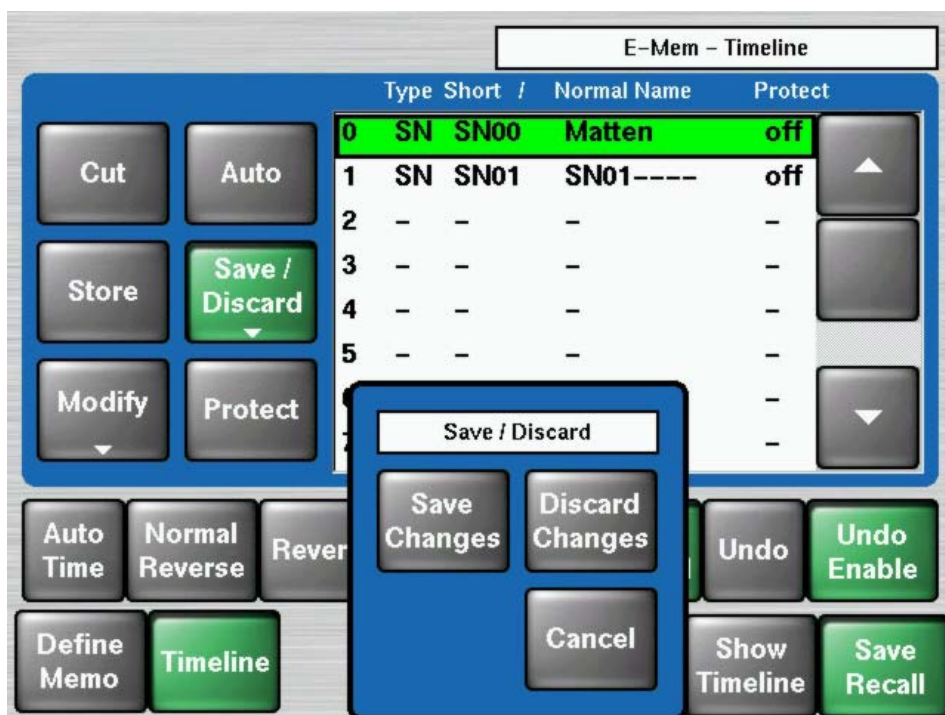 E-Mem - Timeline
Type Short / Normal Name Protect
0 SN SN00 Matten off
1 SN SN01 SN01---- off
2 - - - -
3 - - - -
4 - - - -
5 - - - -
-
-
Cut Auto
Store
Save /
Discard
Modify
Protect
Save / Discard
Save
Changes
Discard
Changes
Cancel
Auto
Time
Normal
Reverse
Undo
Undo
Enable
Define
Memo
Timeline
Show
Timeline
Save
Recall